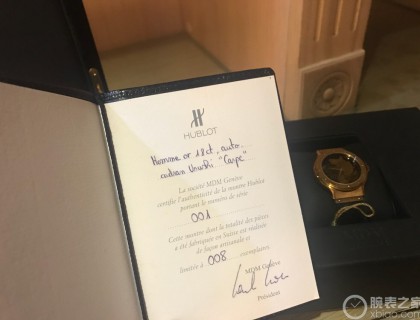 H
HUBLOT
Homme or 18ct, auto.
cadran Urushi "Carpe"
La société MDM Genève
certifie l'authenticité de la montre Hublot
portant le numéro de série:
001
Cette montre dont la totalité des pièces
a été fabriquée en Suisse est réalisée
de façon artisanale et
limitée à 008 exemplaires.
MDM Genève
Président
腕表之家
xbiao.com